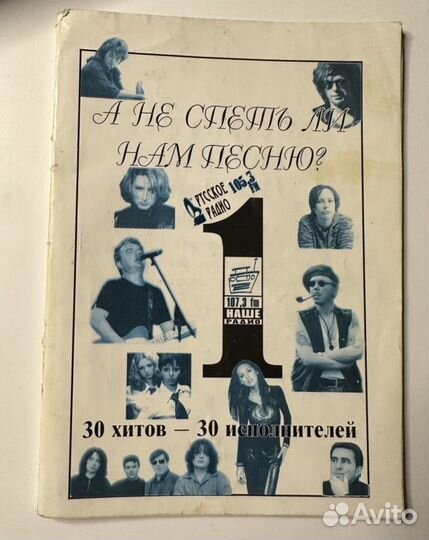 А НЕ СПЕТЬ ЛИ
НАМ ПЕСНЮ?
РУССКОЕ
РАДИО
105,3
FM
1
107,3 fm
НАШЕ
РАДИО
30 хитов – 30 исполнителей
Avito